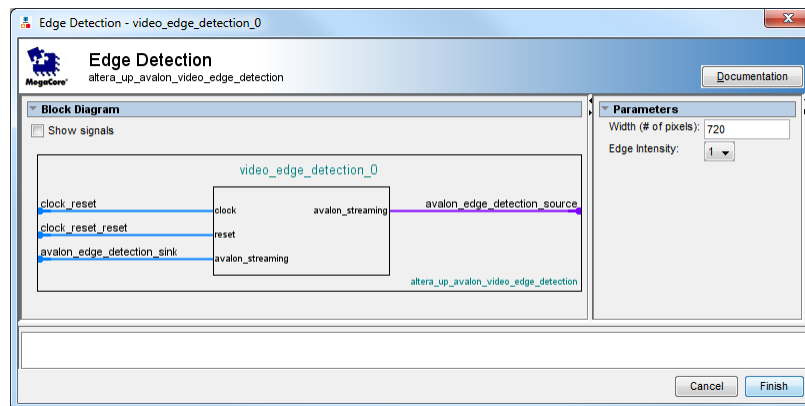 Edge Detection - video_edge_detection_0
Edge Detection
altera_up_avalon_video_edge_detection
MegaCore'
Documentation
Block Diagram
Show signals
video_edge_detection_0
clock_reset
clock
avalon_streaming
avalon_edge_detection_source
clock_reset_reset
reset
avalon_edge_detection_sink
avalon_streaming
altera_up_avalon_video_edge_detection
Parameters
Width (# of pixels): 720
Edge Intensity: 1
Cancel Finish